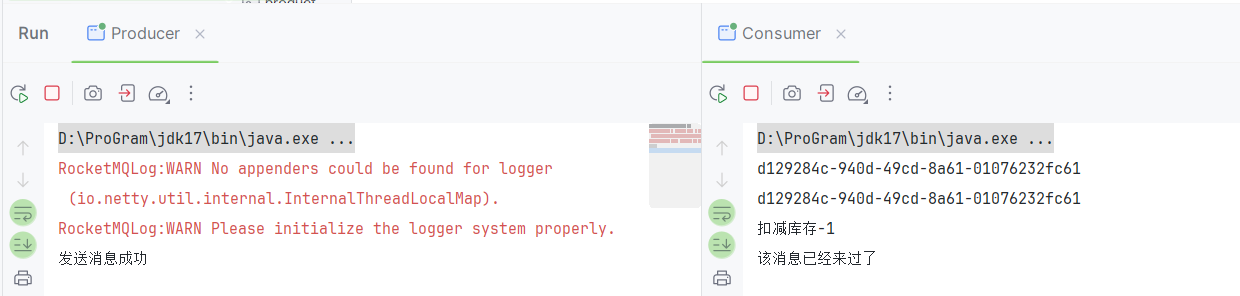 Run
Producer
D:\ProGram\jdk17\bin\java.exe ...
RocketMQLog:WARN No appenders could be found for logger
(io.netty.util.internal.InternalThreadLocalMap).
RocketMQLog:WARN Please initialize the logger system properly.
发送消息成功
Consumer
D:\ProGram\jdk17\bin\java.exe ...
d129284c-940d-49cd-8a61-01076232fc61
d129284c-940d-49cd-8a61-01076232fc61
扣减库存-1
该消息已经来过了